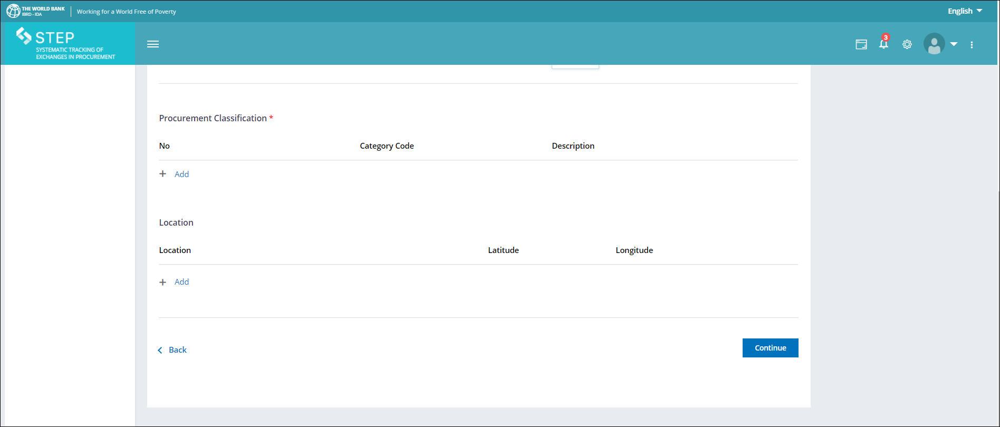 THE WORLD BANK
IBRD - IDA
Working for a World Free of Poverty
English
STEP
SYSTEMATIC TRACKING OF
EXCHANGES IN PROCUREMENT
3
Procurement Classification *
No Category Code Description
+ Add
Location
Location Latitude Longitude
+ Add
Back
Continue